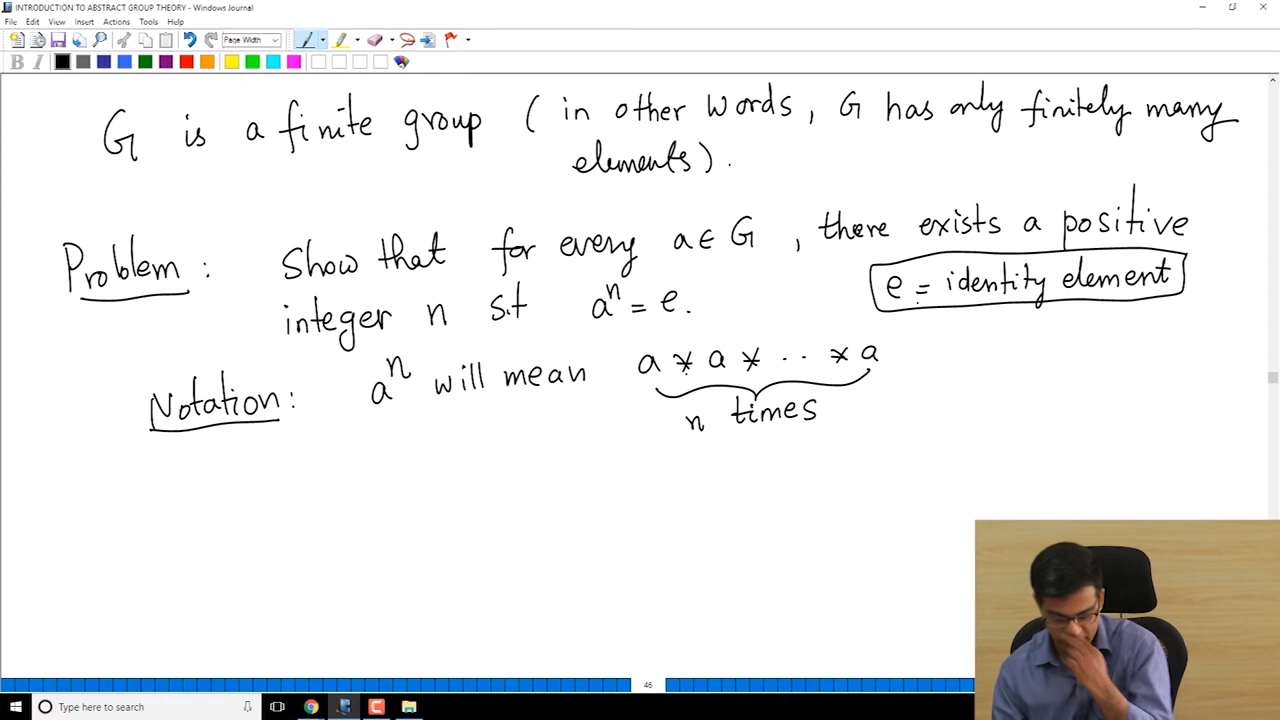 INTRODUCTION TO ABSTRACT GROUP THEORY - Windows Journal
File Edit View Insert Actions Tools Help
Page Width
B I
G is a finite group ( in other words, G has only finitely many
elements).
Problem: Show that for every a ∈ G, there exists a positive
integer n s.t aⁿ = e.
e = identity element
Notation: aⁿ will mean a * a * .. * a
n times
46
Type here to search